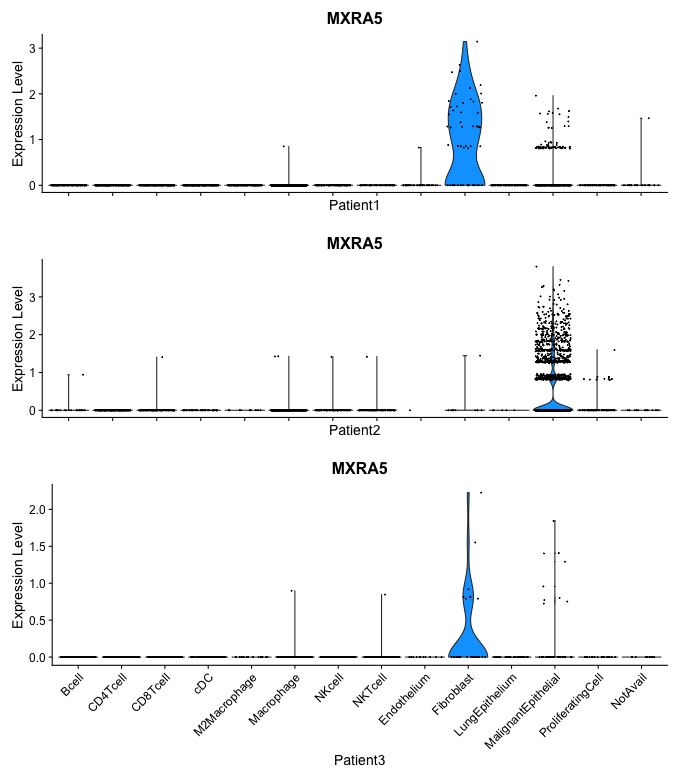 MXRA5
Expression Level
3
2
1
0
Patient1
MXRA5
Expression Level
3
2
1
0
Patient2
MXRA5
Expression Level
2.0
1.5
1.0
0.5
0.0
Bcell
CD4Tcell
CD8Tcell
cDC
M2Macrophage
Macrophage
NKcell
NKTcell
Endothelium
Fibroblast
LungEpithelium
MalignantEpithelial
ProliferatingCell
NotAvail
Patient3